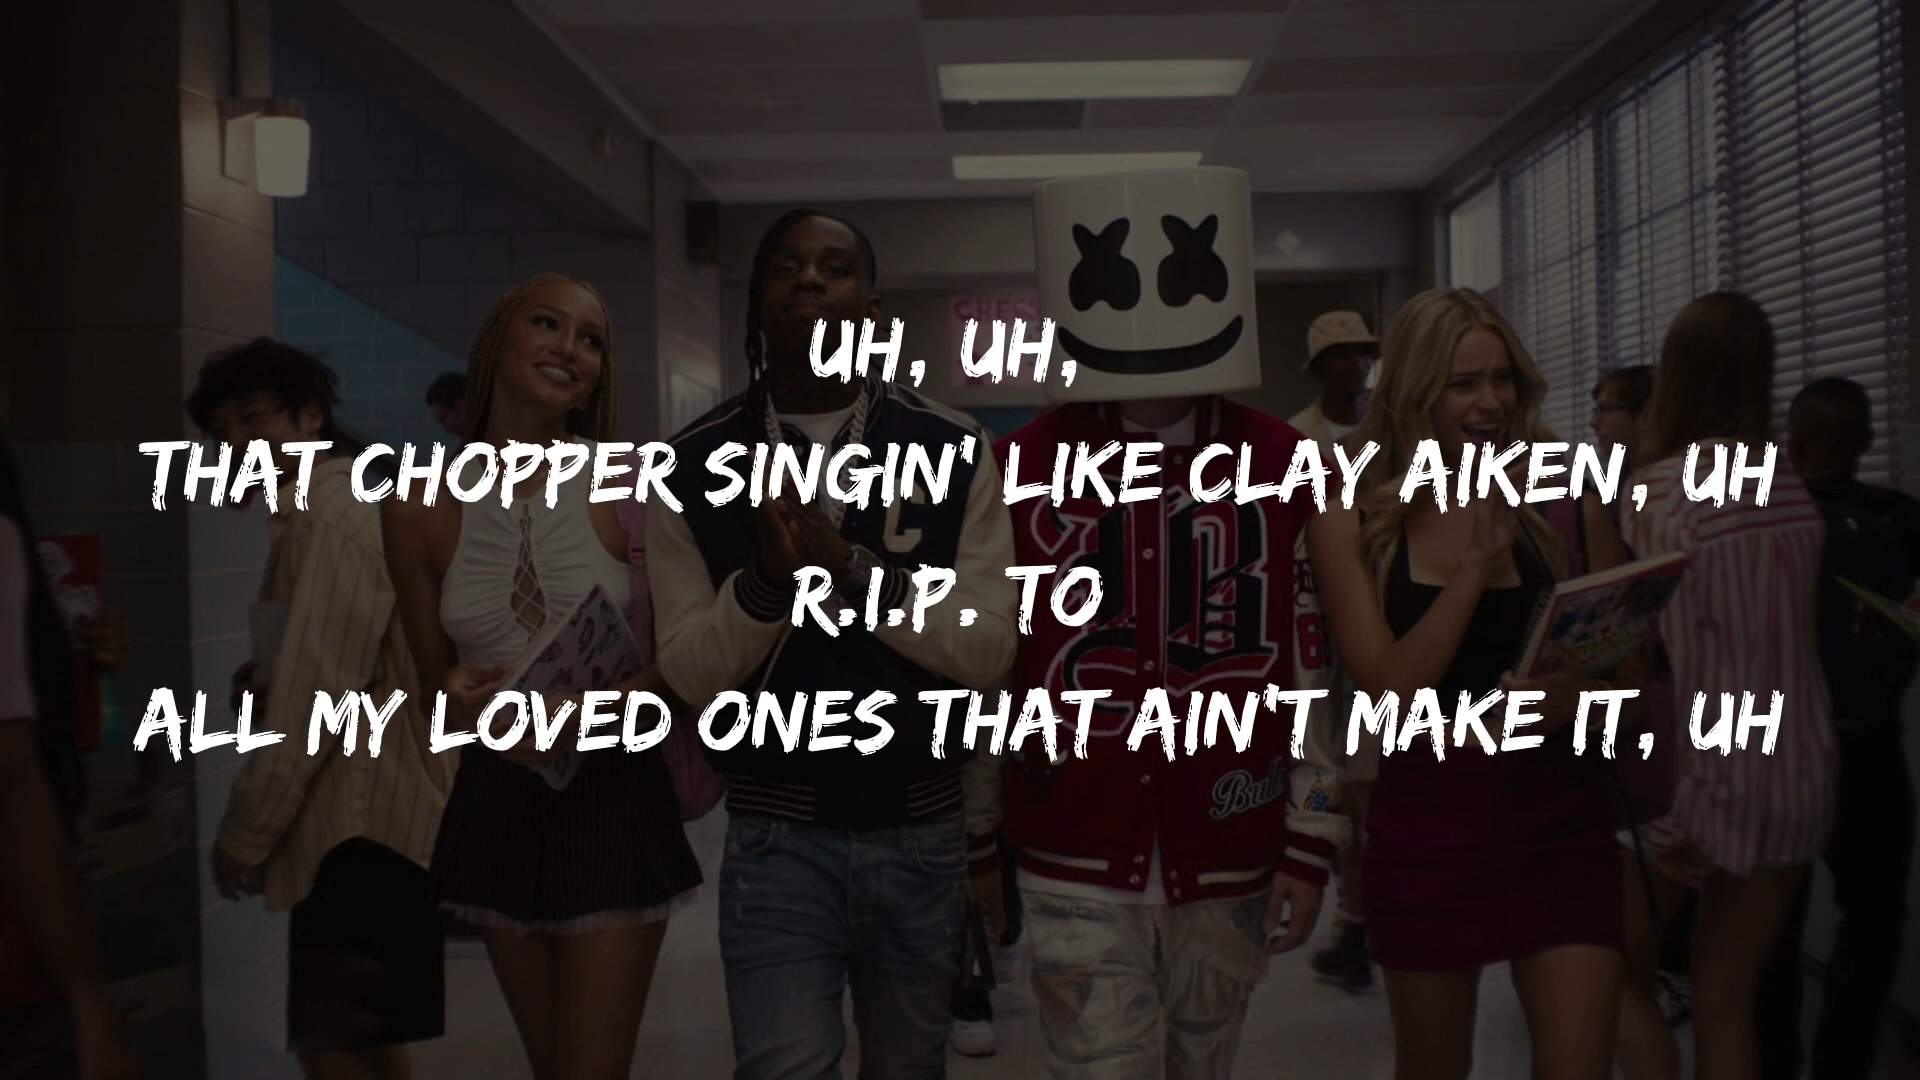 UH, UH,
THAT CHOPPER SINGIN' LIKE CLAY AIKEN, UH
R.I.P. TO
ALL MY LOVED ONES THAT AIN'T MAKE IT, UH
CHESS
C
B